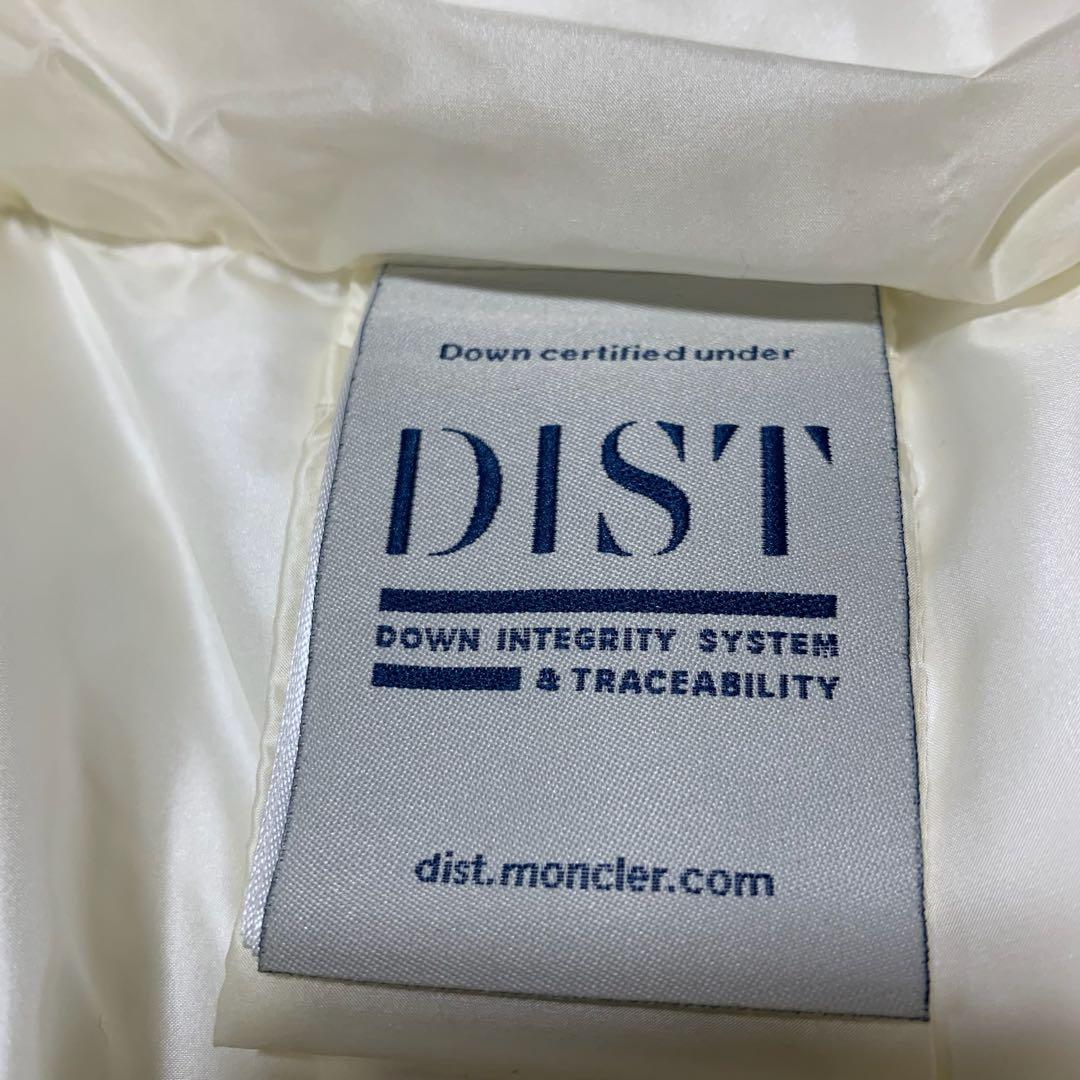 Down certified under
DIST
DOWN INTEGRITY SYSTEM
& TRACEABILITY
dist.moncler.com